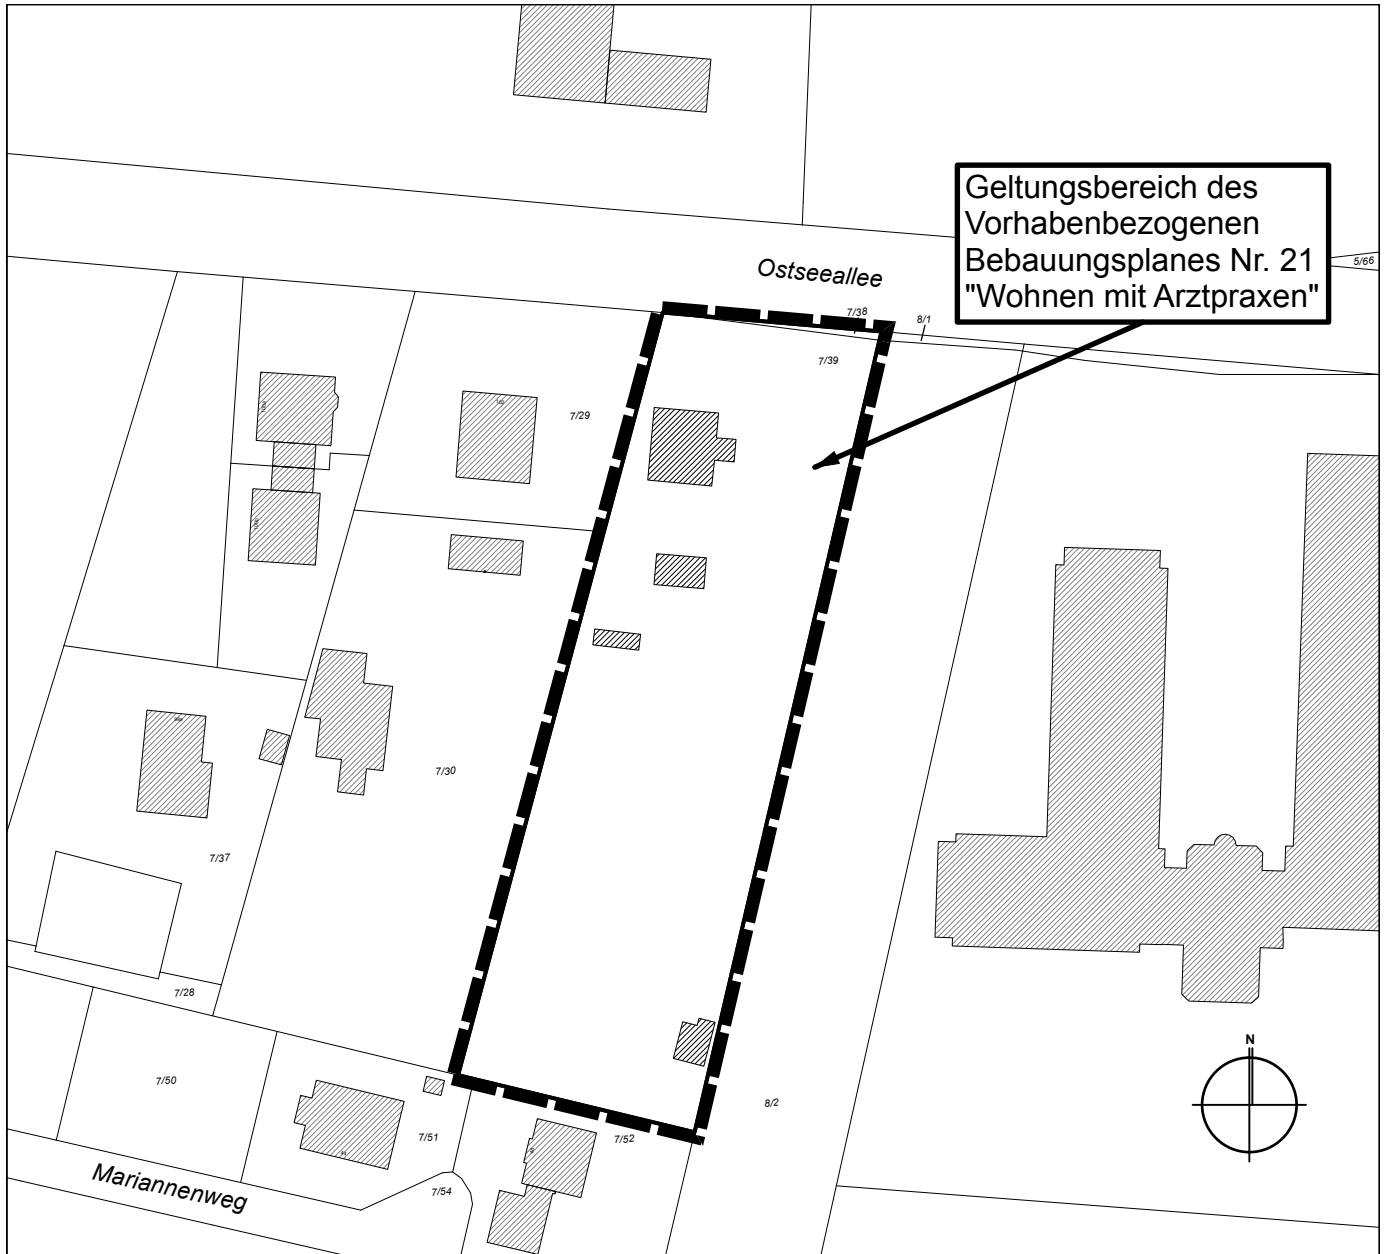 Geltungsbereich des
Vorhabenbezogenen
Bebauungsplanes Nr. 21
"Wohnen mit Arztpraxen"
5/66
Ostseeallee
7/38
8/1
7/39
7/29
7/30
7/37
7/28
7/50
7/51
7/52
8/2
7/54
Mariannenweg
N